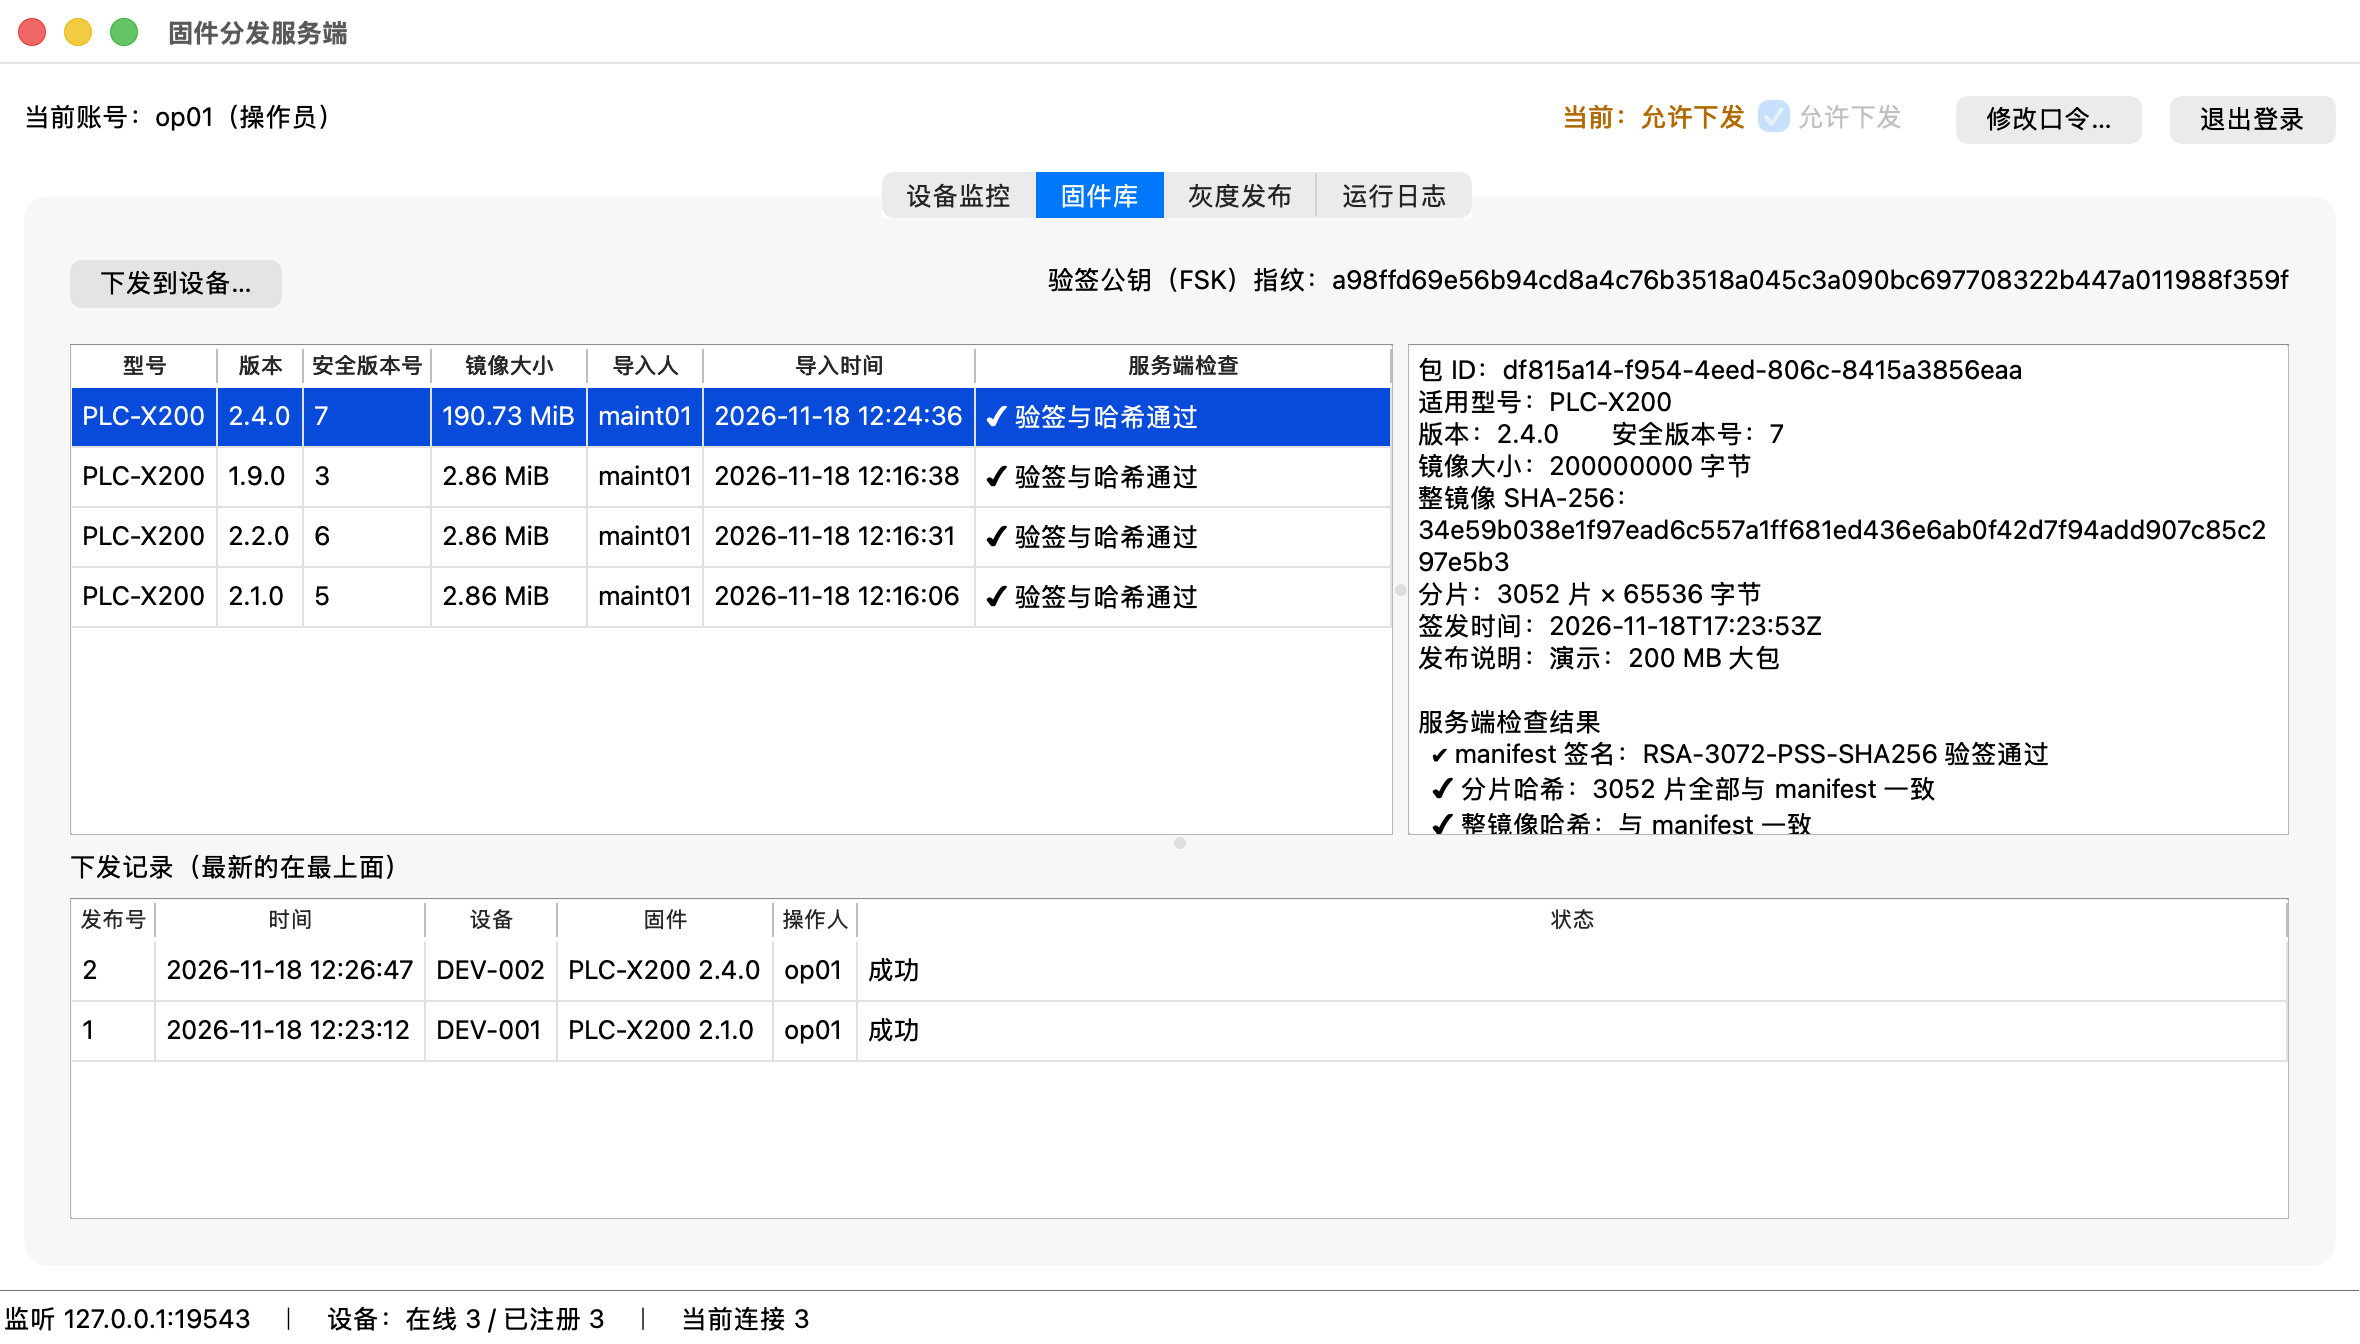 固件分发服务端
当前账号：op01（操作员）
当前：允许下发 允许下发 修改口令... 退出登录
设备监控 固件库 灰度发布 运行日志
下发到设备... 验签公钥（FSK）指纹：a98ffd69e56b94cd8a4c76b3518a045c3a090bc697708322b447a011988f359f
型号 版本 安全版本号 镜像大小 导入人 导入时间 服务端检查
PLC-X200 2.4.0 7 190.73 MiB maint01 2026-11-18 12:24:36 ✔ 验签与哈希通过
PLC-X200 1.9.0 3 2.86 MiB maint01 2026-11-18 12:16:38 ✔ 验签与哈希通过
PLC-X200 2.2.0 6 2.86 MiB maint01 2026-11-18 12:16:31 ✔ 验签与哈希通过
PLC-X200 2.1.0 5 2.86 MiB maint01 2026-11-18 12:16:06 ✔ 验签与哈希通过
包 ID：df815a14-f954-4eed-806c-8415a3856eaa
适用型号：PLC-X200
版本：2.4.0 安全版本号：7
镜像大小：200000000 字节
整镜像 SHA-256：
34e59b038e1f97ead6c557a1ff681ed436e6ab0f42d7f94add907c85c2
97e5b3
分片：3052 片 × 65536 字节
签发时间：2026-11-18T17:23:53Z
发布说明：演示：200 MB 大包
服务端检查结果
✔ manifest 签名：RSA-3072-PSS-SHA256 验签通过
✔ 分片哈希：3052 片全部与 manifest 一致
✔ 整镜像哈希：与 manifest 一致
下发记录（最新的在最上面）
发布号 时间 设备 固件 操作人 状态
2 2026-11-18 12:26:47 DEV-002 PLC-X200 2.4.0 op01 成功
1 2026-11-18 12:23:12 DEV-001 PLC-X200 2.1.0 op01 成功
监听 127.0.0.1:19543 | 设备：在线 3 / 已注册 3 | 当前连接 3